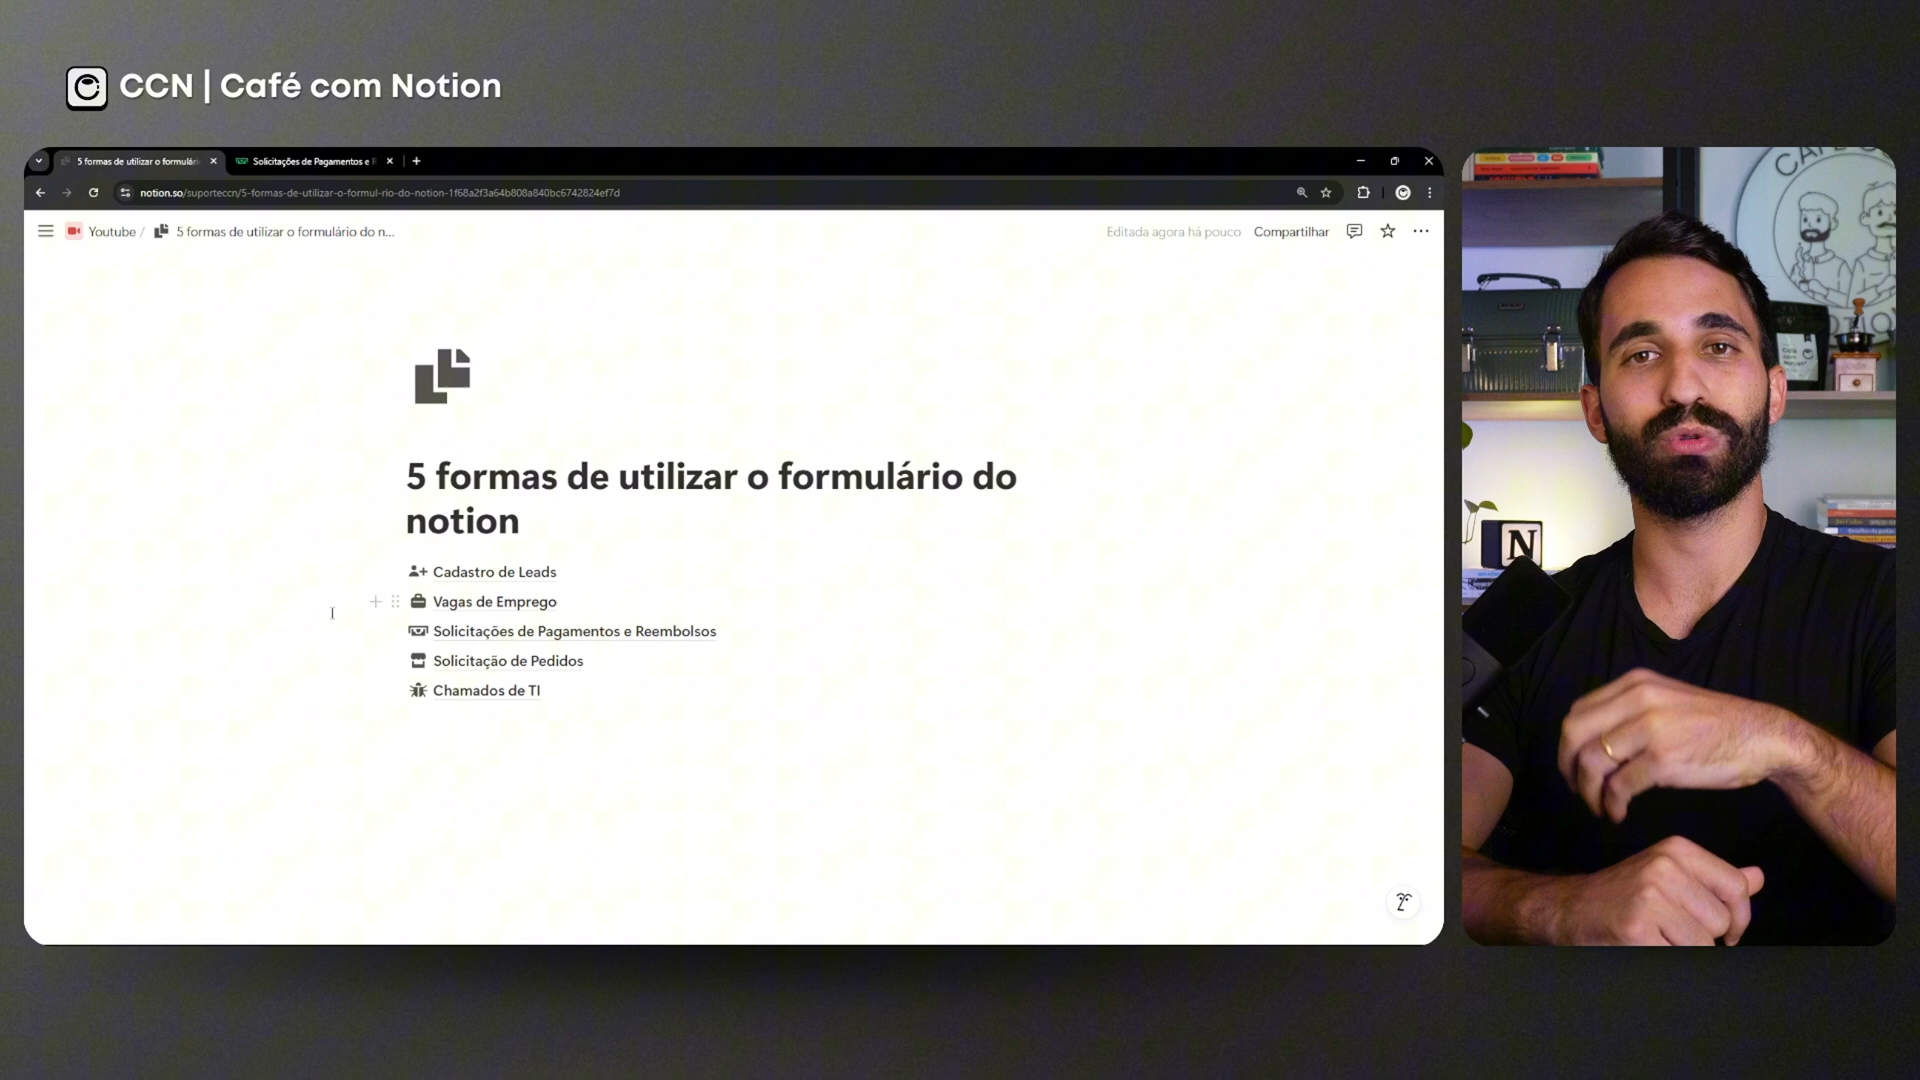 CCN | Café com Notion
5 formas de utilizar o formulári
Solicitações de Pagamentos e R
notion.so/suporteccn/5-formas-de-utilizar-o-formul-rio-do-notion-1f68a2f3a64b808a840bc6742824ef7d
Youtube / 5 formas de utilizar o formulário do n...
Editada agora há pouco Compartilhar
5 formas de utilizar o formulário do
notion
Cadastro de Leads
Vagas de Emprego
Solicitações de Pagamentos e Reembolsos
Solicitação de Pedidos
Chamados de TI
N